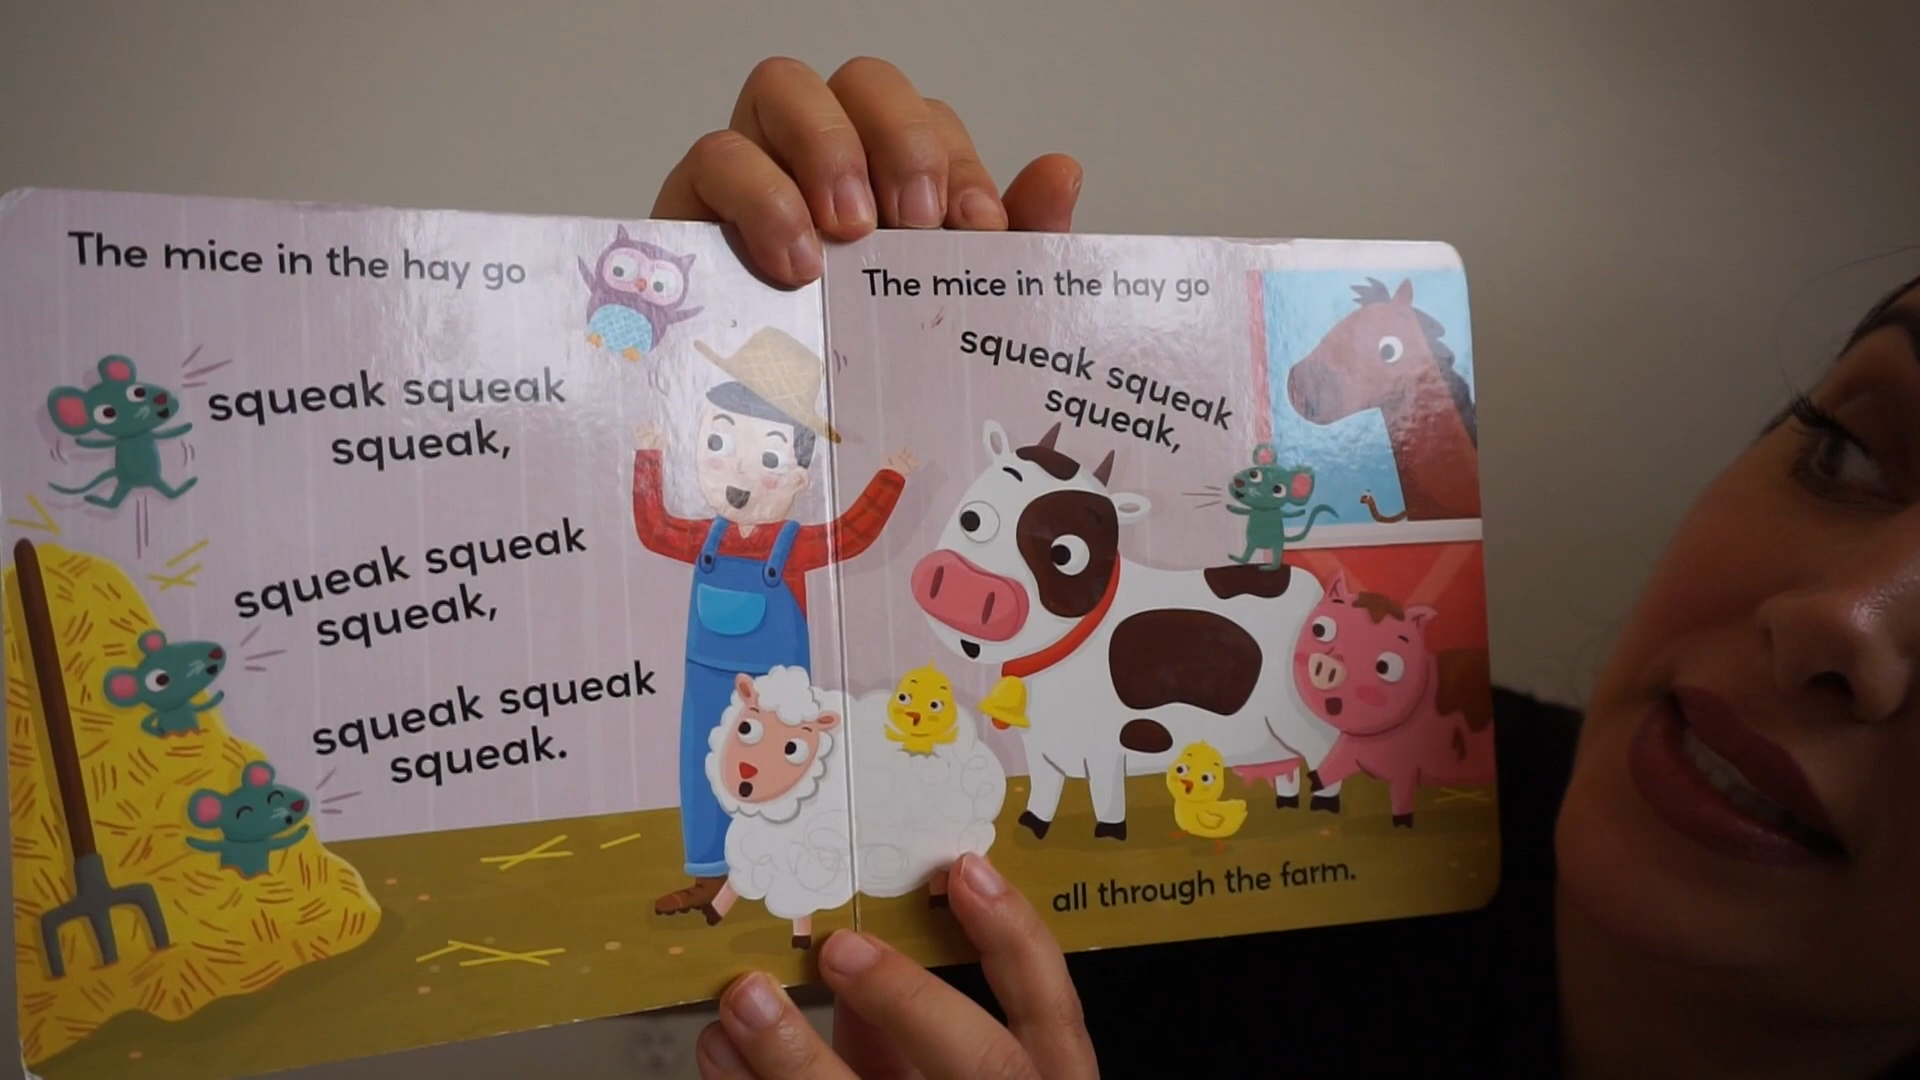 The mice in the hay go
squeak squeak
squeak,
squeak squeak
squeak,
squeak squeak
squeak.
The mice in the hay go
squeak squeak
squeak,
all through the farm.